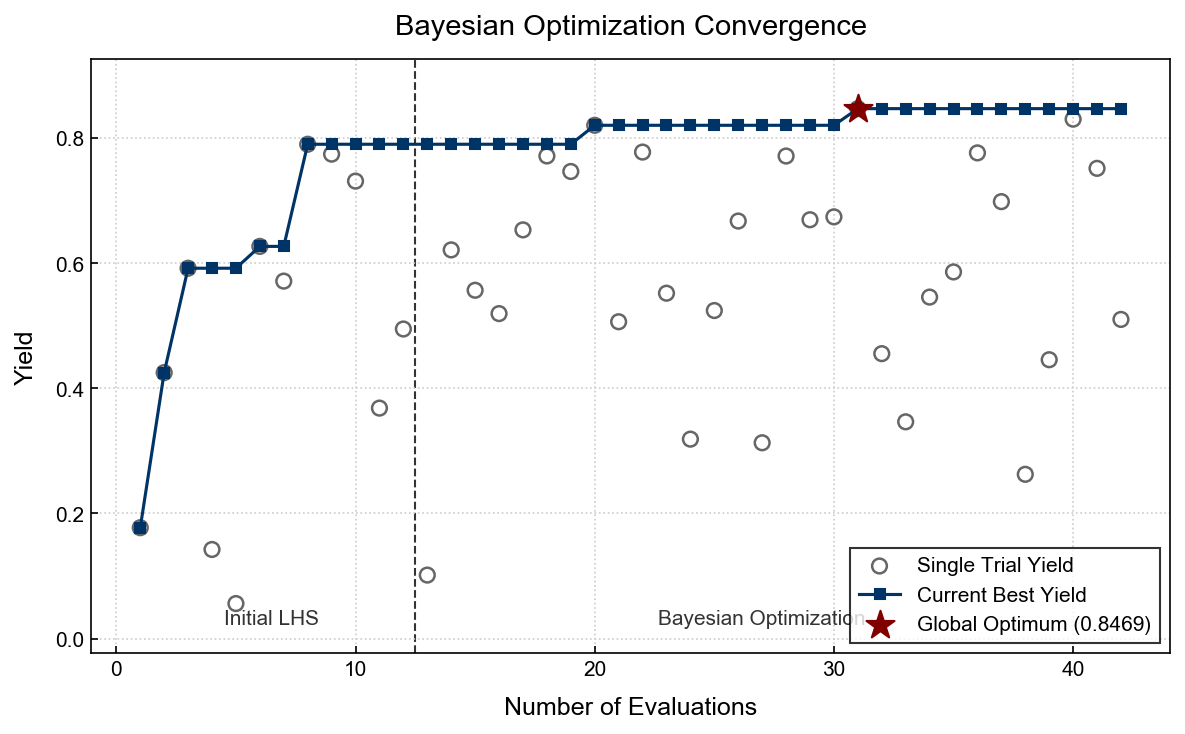 Bayesian Optimization Convergence
Yield
0.8
0.6
0.4
0.2
0.0
Initial LHS
Bayesian Optimization
Single Trial Yield
Current Best Yield
Global Optimum (0.8469)
0 10 20 30 40
Number of Evaluations